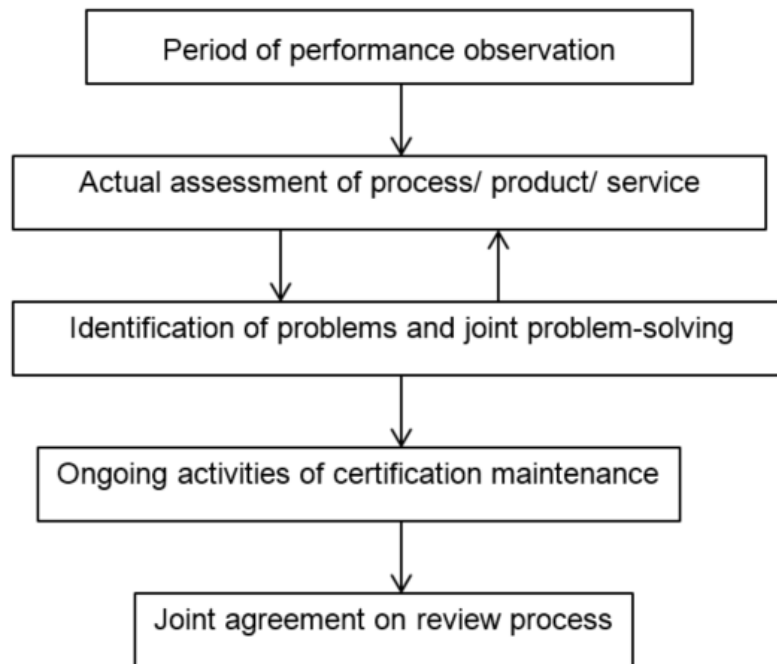 Period of performance observation
Actual assessment of process/ product/ service
Identification of problems and joint problem-solving
Ongoing activities of certification maintenance
Joint agreement on review process